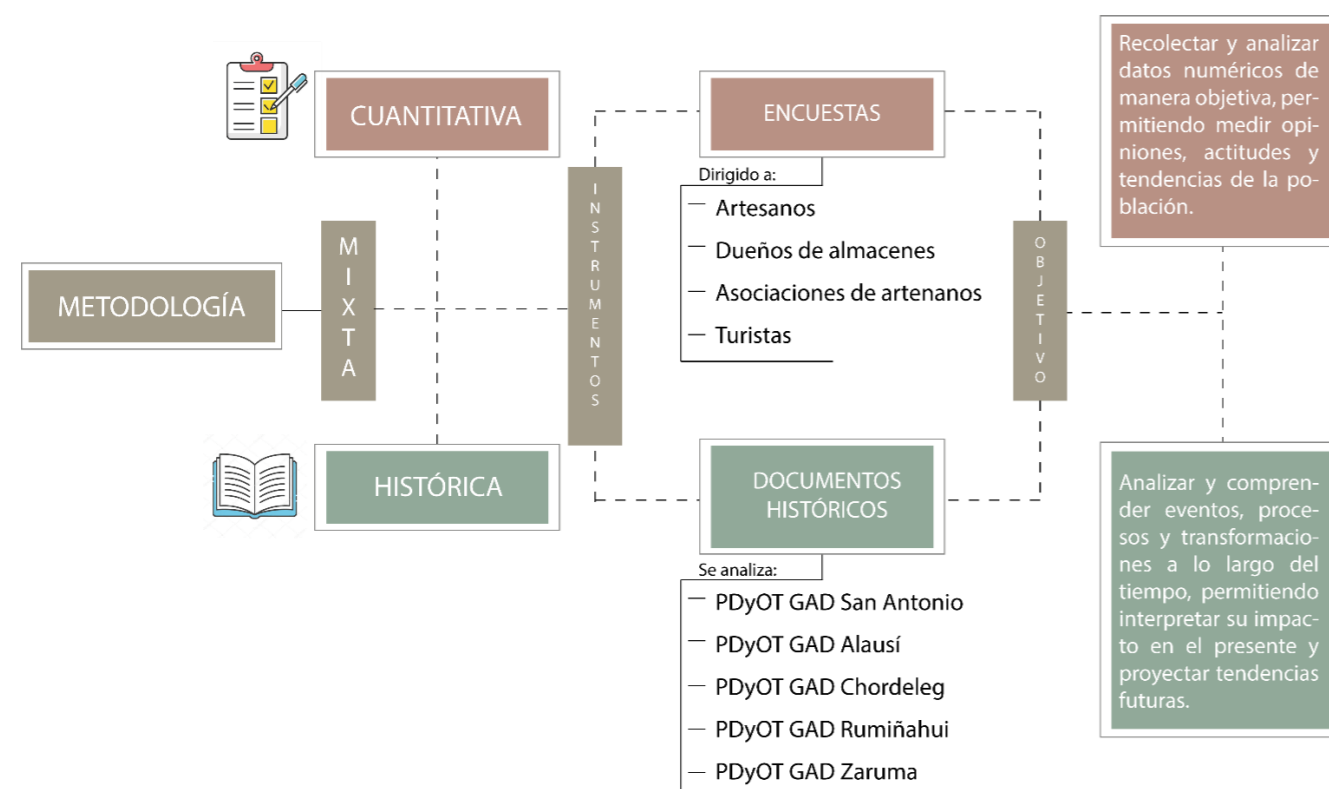 METODOLOGÍA
MIXTA
CUANTITATIVA
HISTÓRICA
INSTRUMENTOS
ENCUESTAS
Dirigido a:
— Artesanos
— Dueños de almacenes
— Asociaciones de artenanos
— Turistas
DOCUMENTOS
HISTÓRICOS
Se analiza:
— PDyOT GAD San Antonio
— PDyOT GAD Alausí
— PDyOT GAD Chordeleg
— PDyOT GAD Rumiñahui
— PDyOT GAD Zaruma
OBJETIVO
Recolectar y analizar
datos numéricos de
manera objetiva, per-
mitiendo medir opi-
niones, actitudes y
tendencias de la po-
blación.
Analizar y compren-
der eventos, proce-
sos y transformacio-
nes a lo largo del
tiempo, permitiendo
interpretar su impac-
to en el presente y
proyectar tendencias
futuras.